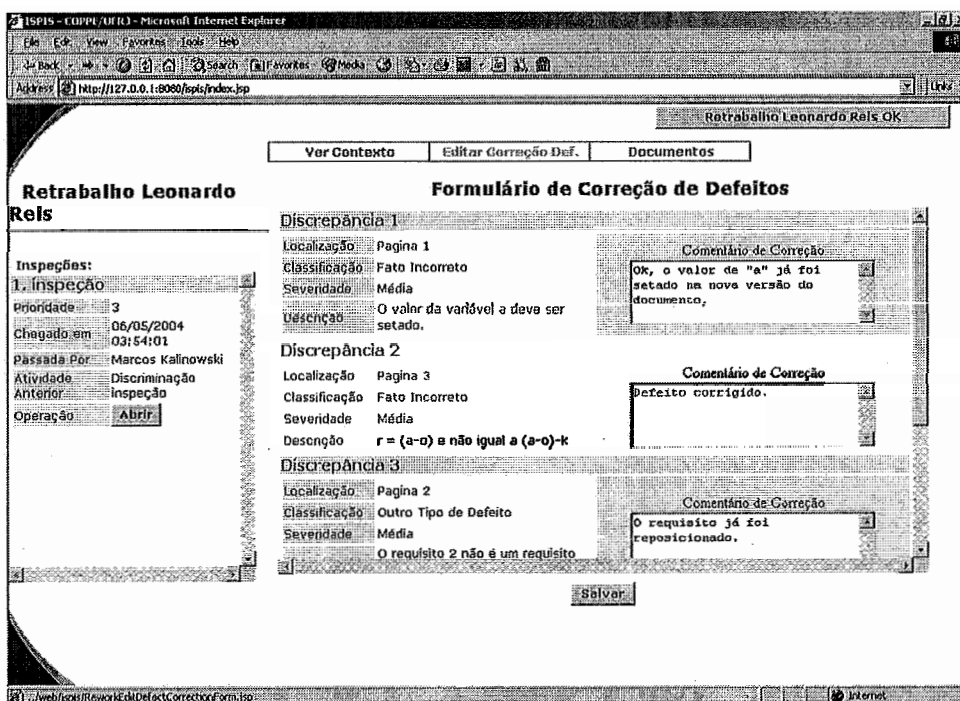 ISPIS - COPPE/UFRJ - Microsoft Internet Explorer
File Edit View Favorites Tools Help
Back Search Favorites Media
Address http://127.0.0.1:8080/ispis/index.jsp Links
Retrabalho Leonardo Reis OK
Ver Contexto Editar Correção Def. Documentos
Retrabalho Leonardo
Reis
Inspeções:
1. Inspeção
Prioridade 3
Chegado em 06/05/2004
03:54:01
Passada Por Marcos Kalinowski
Atividade Anterior Discriminação
inspeção
Operação Abrir
Formulário de Correção de Defeitos
Discrepância 1
Localização Pagina 1
Classificação Fato Incorreto
Severidade Média
Descrição O valor da variável a deve ser
setado.
Comentário de Correção
Ok, o valor de "a" já foi
setado na nova versão do
documento.
Discrepância 2
Localização Pagina 3
Classificação Fato Incorreto
Severidade Média
Descrição r = (a-o) e não igual a (a-o)-k
Comentário de Correção
Defeito corrigido.
Discrepância 3
Localização Pagina 2
Classificação Outro Tipo de Defeito
Severidade Média
O requisito 2 não é um requisito
Comentário de Correção
O requisito já foi
reposicionado.
Salvar
.../web/ispis/ReworkEditDefectCorrectionForm.jsp Internet